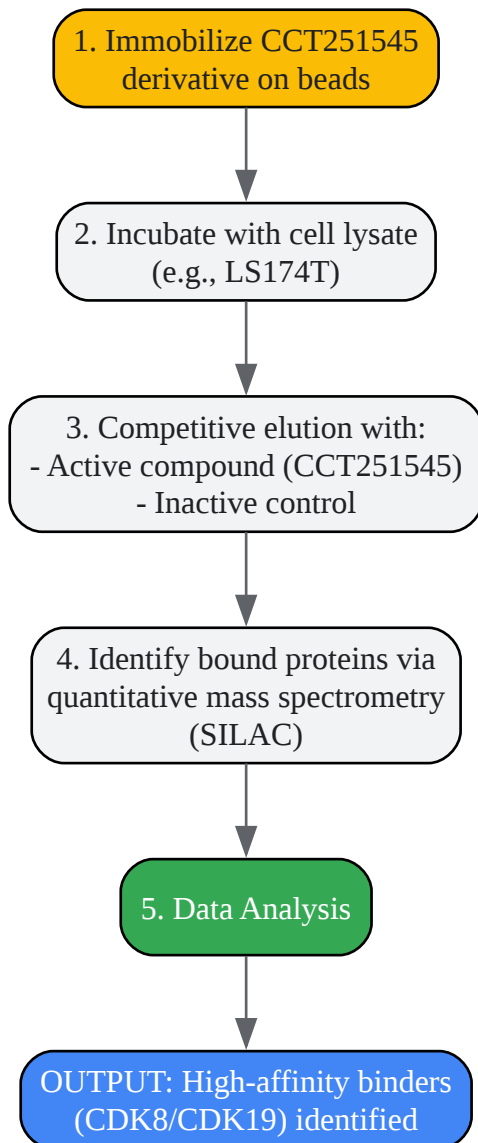 1. Immobilize CCT251545
derivative on beads
2. Incubate with cell lysate
(e.g., LS174T)
3. Competitive elution with:
- Active compound (CCT251545)
- Inactive control
4. Identify bound proteins via
quantitative mass spectrometry
(SILAC)
5. Data Analysis
OUTPUT: High-affinity binders
(CDK8/CDK19) identified